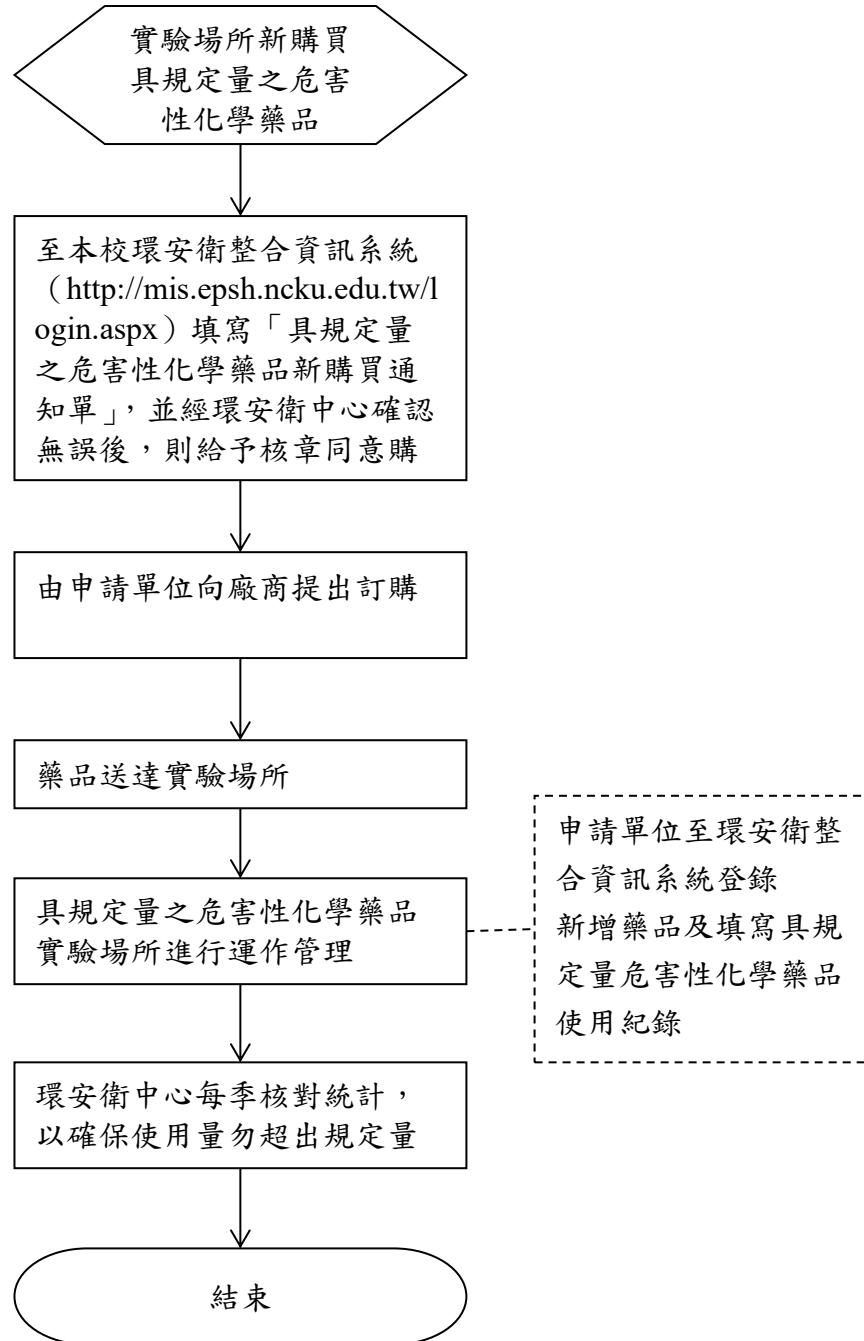 實驗場所新購買
具規定量之危害
性化學藥品
至本校環安衛整合資訊系統
（http://mis.epsh.ncku.edu.tw/l
ogin.aspx）填寫「具規定量
之危害性化學藥品新購買通
知單」，並經環安衛中心確認
無誤後，則給予核章同意購
由申請單位向廠商提出訂購
藥品送達實驗場所
具規定量之危害性化學藥品
實驗場所進行運作管理
申請單位至環安衛整
合資訊系統登錄
新增藥品及填寫具規
定量危害性化學藥品
使用紀錄
環安衛中心每季核對統計，
以確保使用量勿超出規定量
結束